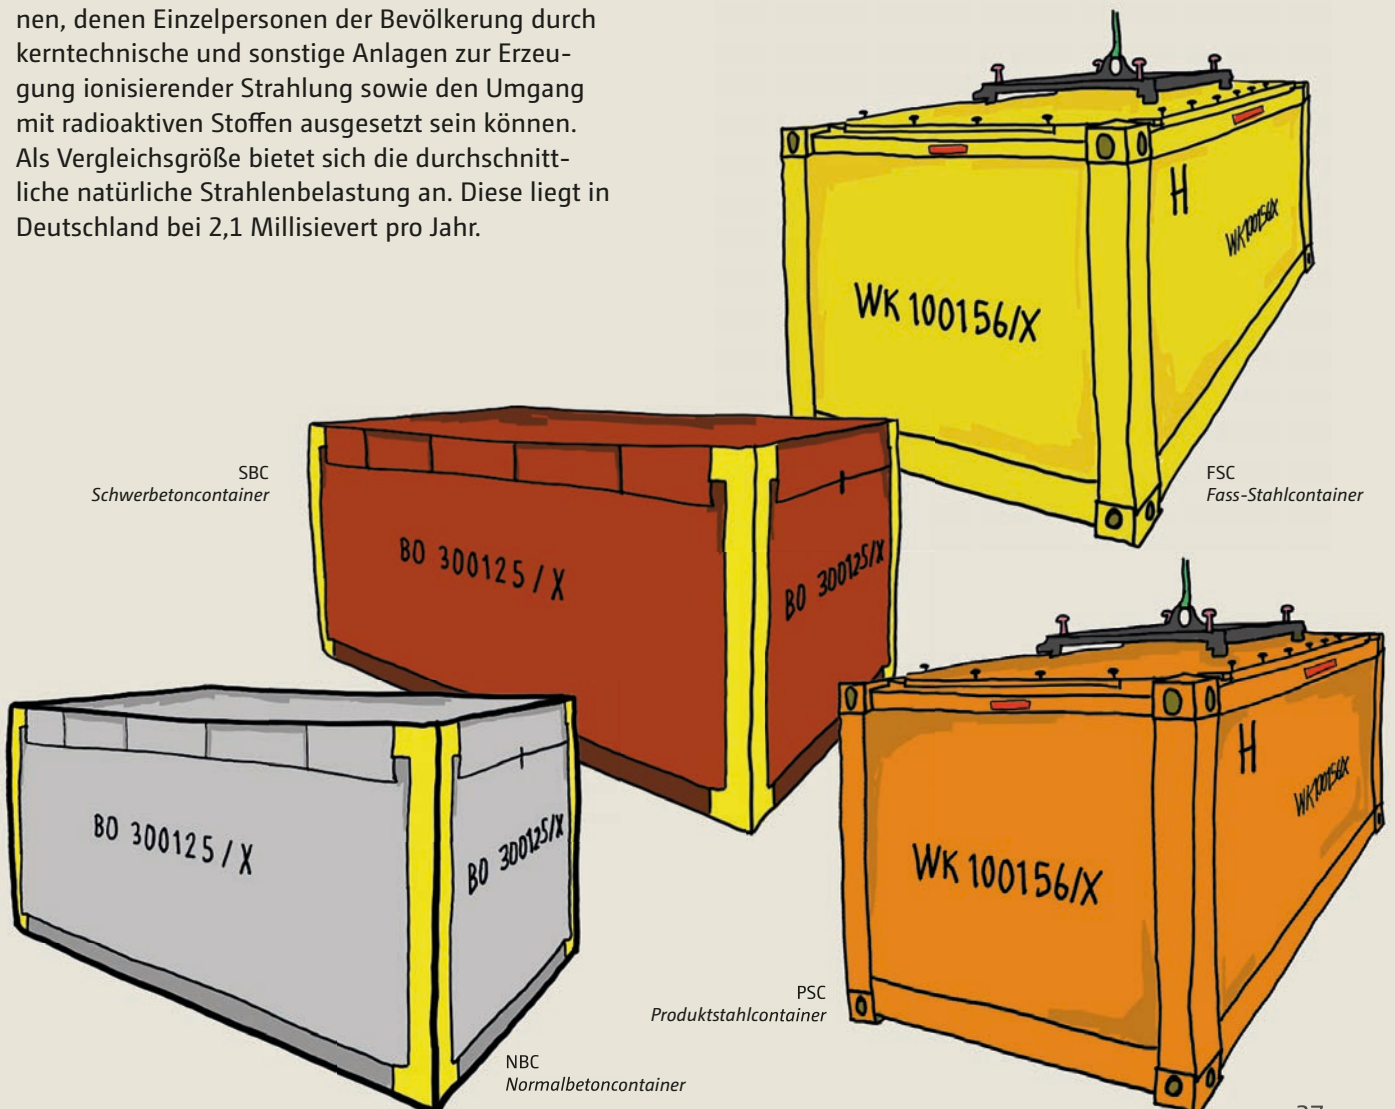 nen, denen Einzelpersonen der Bevölkerung durch
kerntechnische und sonstige Anlagen zur Erzeu-
gung ionisierender Strahlung sowie den Umgang
mit radioaktiven Stoffen ausgesetzt sein können.
Als Vergleichsgröße bietet sich die durchschnitt-
liche natürliche Strahlenbelastung an. Diese liegt in
Deutschland bei 2,1 Millisievert pro Jahr.
H
WK100156/X
WK 100156/X
FSC
Fass-Stahlcontainer
SBC
Schwerbetoncontainer
BO 300125/X
BO 300125/X
H
WK100156/X
WK 100156/X
PSC
Produktstahlcontainer
BO 300125/X
BO 300125/X
NBC
Normalbetoncontainer